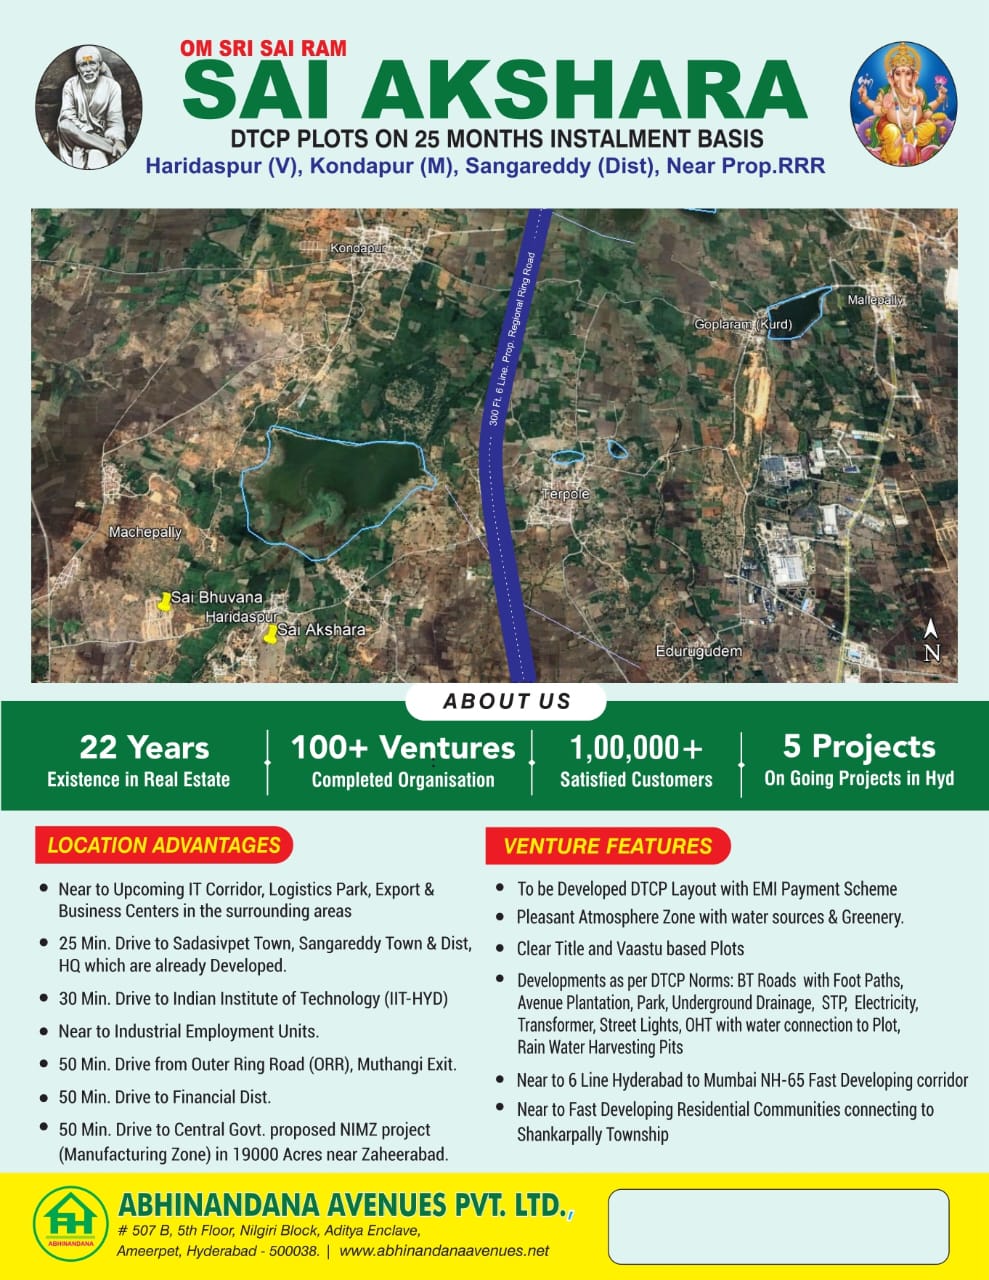 OM SRI SAI RAM
SAI AKSHARA
DTCP PLOTS ON 25 MONTHS INSTALMENT BASIS
Haridaspur (V), Kondapur (M), Sangareddy (Dist), Near Prop.RRR
Kondapur
300 Ft. 6 Line. Prop. Regional Ring Road
Mallepally
Goplaram (Kurd)
Terpole
Machepally
Sai Bhuvana
Haridaspur
Sai Akshara
Edurugudem
N
ABOUT US
22 Years
Existence in Real Estate
100+ Ventures
Completed Organisation
1,00,000+
Satisfied Customers
5 Projects
On Going Projects in Hyd
LOCATION ADVANTAGES
• Near to Upcoming IT Corridor, Logistics Park, Export &
Business Centers in the surrounding areas
• 25 Min. Drive to Sadasivpet Town, Sangareddy Town & Dist,
HQ which are already Developed.
• 30 Min. Drive to Indian Institute of Technology (IIT-HYD)
• Near to Industrial Employment Units.
• 50 Min. Drive from Outer Ring Road (ORR), Muthangi Exit.
• 50 Min. Drive to Financial Dist.
• 50 Min. Drive to Central Govt. proposed NIMZ project
(Manufacturing Zone) in 19000 Acres near Zaheerabad.
VENTURE FEATURES
• To be Developed DTCP Layout with EMI Payment Scheme
• Pleasant Atmosphere Zone with water sources & Greenery.
• Clear Title and Vaastu based Plots
• Developments as per DTCP Norms: BT Roads with Foot Paths,
Avenue Plantation, Park, Underground Drainage, STP, Electricity,
Transformer, Street Lights, OHT with water connection to Plot,
Rain Water Harvesting Pits
• Near to 6 Line Hyderabad to Mumbai NH-65 Fast Developing corridor
• Near to Fast Developing Residential Communities connecting to
Shankarpally Township
ABHINANDANA
ABHINANDANA AVENUES PVT. LTD.,
# 507 B, 5th Floor, Nilgiri Block, Aditya Enclave,
Ameerpet, Hyderabad - 500038. | www.abhinandanaavenues.net